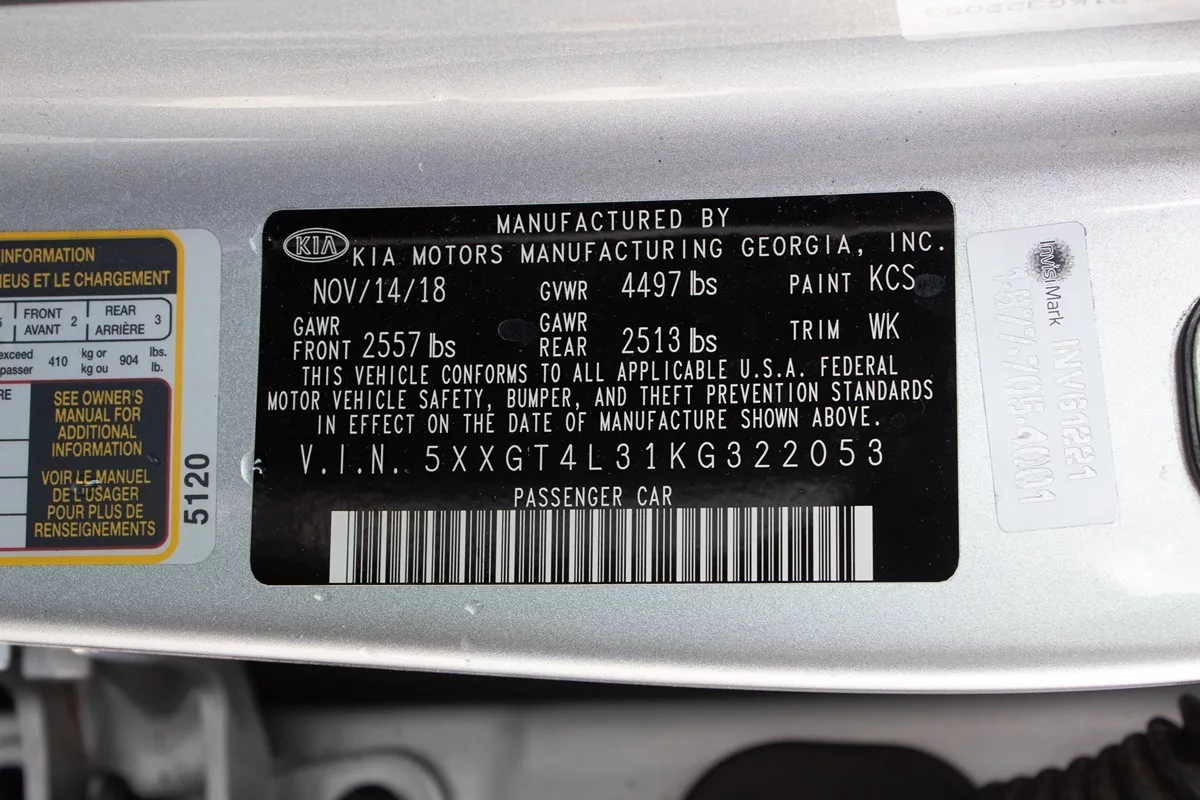 INFORMATION
EUS ET LE CHARGEMENT
5 FRONT AVANT 2 REAR ARRIÈRE 3
exceed passer 410 kg or kg ou 904 lbs. lb.
RE
SEE OWNER'S
MANUAL FOR
ADDITIONAL
INFORMATION
VOIR LE MANUEL
DE L'USAGER
POUR PLUS DE
RENSEIGNEMENTS
5120
MANUFACTURED BY
KIA KIA MOTORS MANUFACTURING GEORGIA, INC.
NOV/14/18 GVWR 4497 lbs PAINT KCS
GAWR FRONT 2557 lbs GAWR REAR 2513 lbs TRIM WK
THIS VEHICLE CONFORMS TO ALL APPLICABLE U.S.A. FEDERAL
MOTOR VEHICLE SAFETY, BUMPER, AND THEFT PREVENTION STANDARDS
IN EFFECT ON THE DATE OF MANUFACTURE SHOWN ABOVE.
V.I.N. 5XXGT4L31KG322053
PASSENGER CAR
InvisiMark